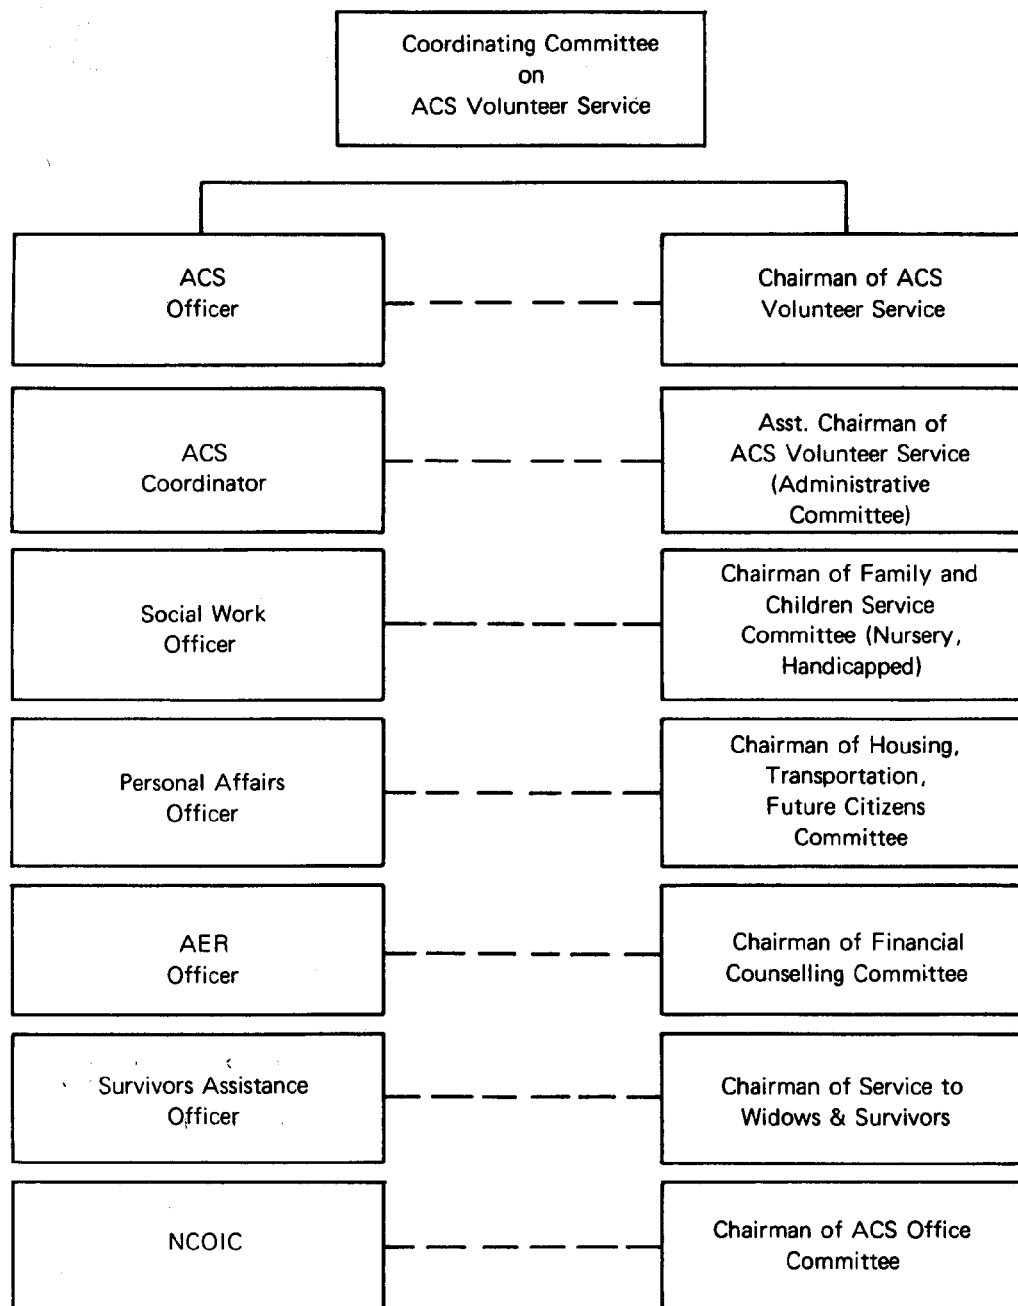 Coordinating Committee
on
ACS Volunteer Service
ACS
Officer
Chairman of ACS
Volunteer Service
ACS
Coordinator
Asst. Chairman of
ACS Volunteer Service
(Administrative
Committee)
Social Work
Officer
Chairman of Family and
Children Service
Committee (Nursery,
Handicapped)
Personal Affairs
Officer
Chairman of Housing,
Transportation,
Future Citizens
Committee
AER
Officer
Chairman of Financial
Counselling Committee
Survivors Assistance
Officer
Chairman of Service to
Widows & Survivors
NCOIC
Chairman of ACS Office
Committee